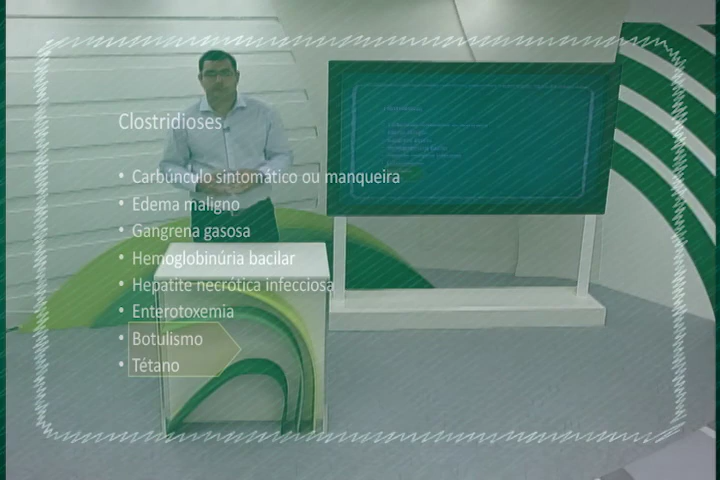 Clostridioses
• Carbúnculo sintomático ou manqueira
• Edema maligno
• Gangrena gasosa
• Hemoglobinúria bacilar
• Hepatite necrótica infecciosa
• Enterotoxemia
• Botulismo
• Tétano